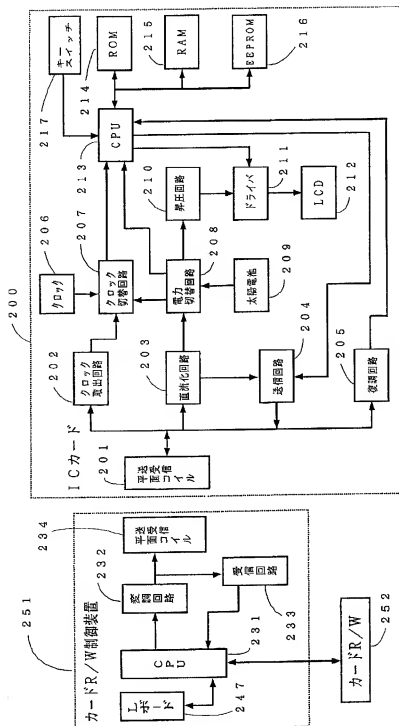 251
カードR/W制御装置
Lボード
247
CPU
231
変調回路
232
受信回路
233
送受信
平面コイル
234
カードR/W
252
200
ICカード
201
送受信
平面コイル
202
クロック
取出回路
203
直流化回路
204
送信回路
205
復調回路
206
クロック
207
クロック
切替回路
208
電力
切替回路
209
太陽電池
210
昇圧回路
211
ドライバ
212
LCD
213
CPU
214
ROM
215
RAM
216
EEPROM
217
キー
スイッチ